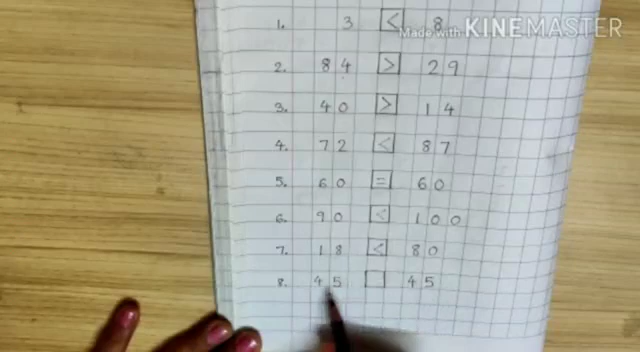 1. 3 < 8
Made with KINEMASTER
2. 84 > 29
3. 40 > 14
4. 72 < 87
5. 60 = 60
6. 90 < 100
7. 18 < 80
8. 45 □ 45